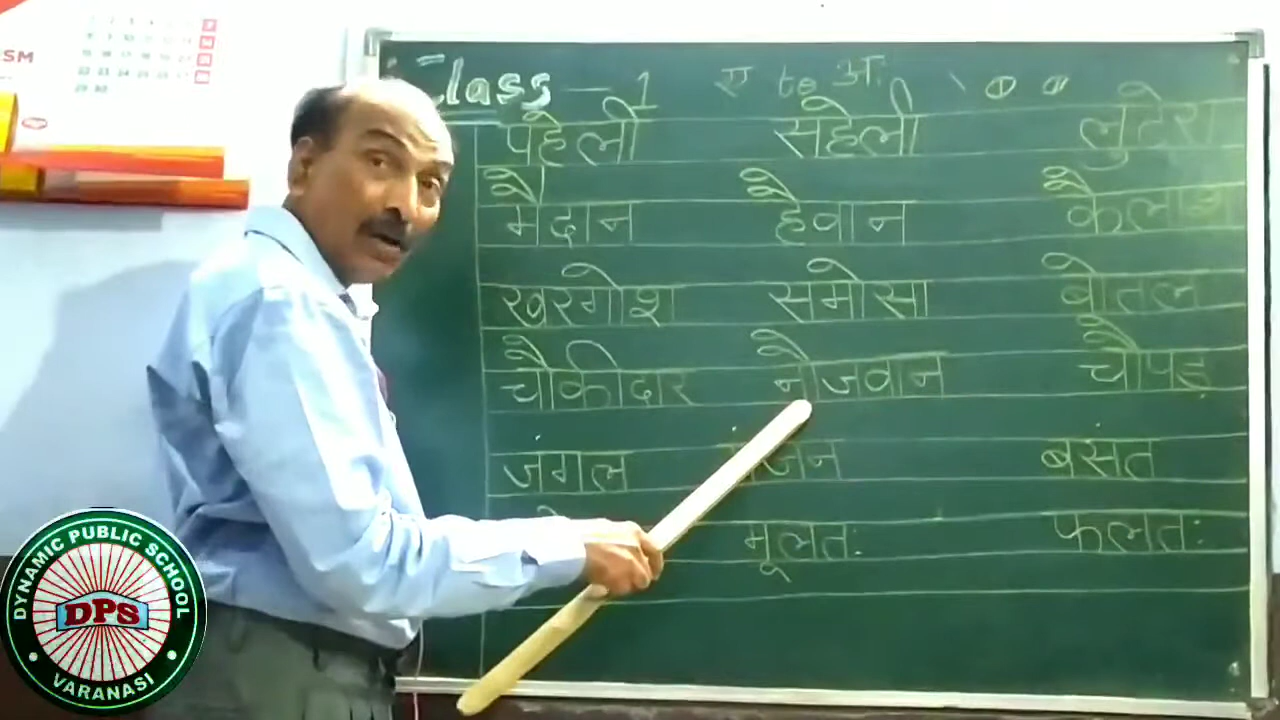 Class — 1 ए to अः
पहेली सहेली लुटेरा
मैदान हैवान
खरगोश समोसा बोतल
चौकीदार नौजवान चौपड़
जंगल बसंत
मूलतः फलतः
SM
DYNAMIC PUBLIC SCHOOL
DPS
VARANASI